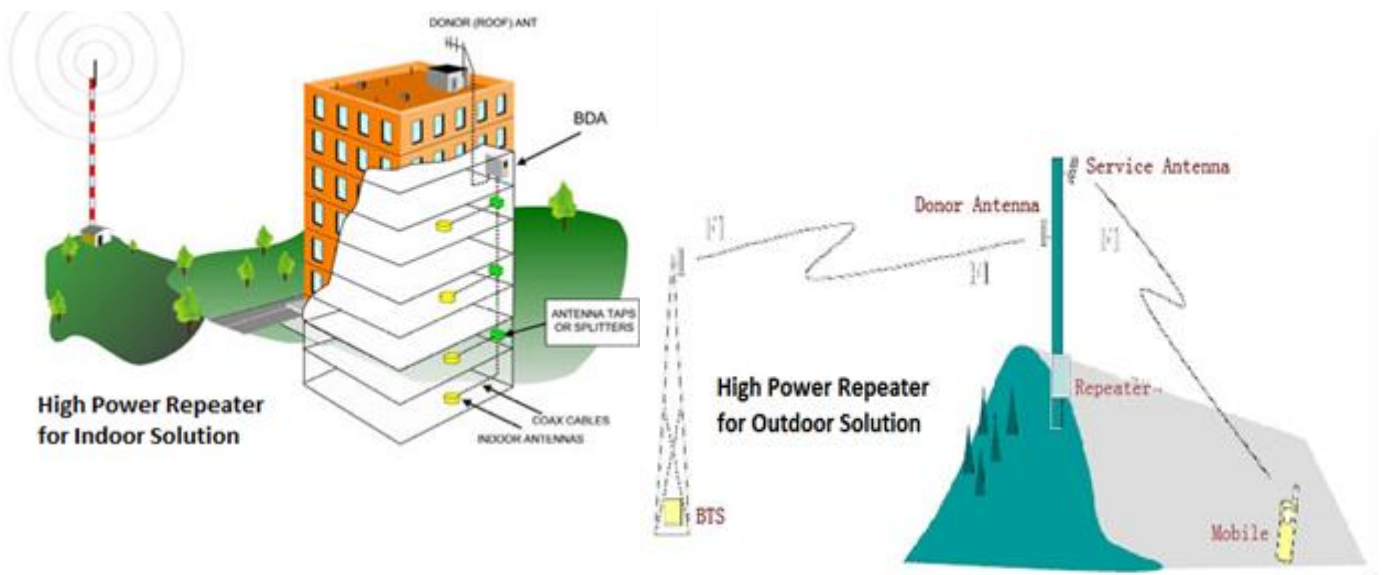 DONOR (ROOF) ANT
BDA
ANTENNA TAPS
OR SPLITTERS
COAX CABLES
INDOOR ANTENNAS
High Power Repeater
for Indoor Solution
Service Antenna
Donor Antenna
High Power Repeater
for Outdoor Solution
Repeater
BTS
Mobile